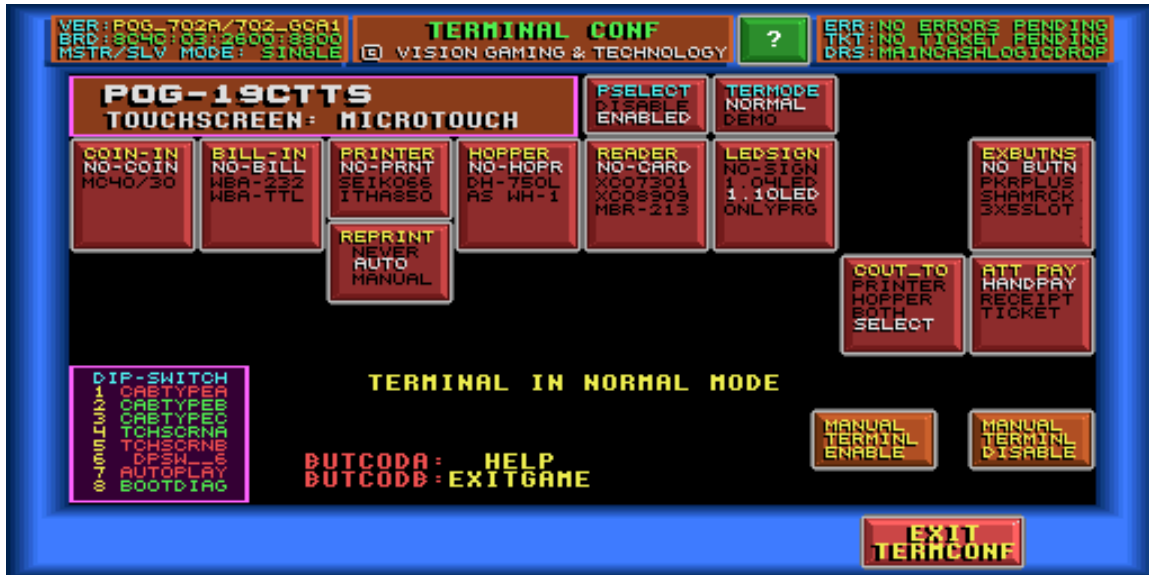 VER:POG_702A/702_GCA1
BRD:8C40:03:2600:8800
MSTR/SLV MODE: SINGLE
TERMINAL CONF
© VISION GAMING & TECHNOLOGY
?
ERR:NO ERRORS PENDING
TKT:NO TICKET PENDING
DRS:MAINCASHLOGICDROP
POG-19CTTS
TOUCHSCREEN: MICROTOUCH
PSELECT
DISABLE
ENABLED
TERMODE
NORMAL
DEMO
COIN-IN
NO-COIN
MC40/30
BILL-IN
NO-BILL
WBA-232
WBA-TTL
PRINTER
NO-PRNT
SEIKO66
ITHA850
HOPPER
NO-HOPR
DH-750L
AS WH-1
READER
NO-CARD
XCO7301
XCO8909
MBR-213
LEDSIGN
NO-SIGN
1.04LED
1.10LED
ONLYPRG
EXBUTNS
NO BUTN
PKRPLUS
SHAMRCK
3X5SLOT
REPRINT
NEVER
AUTO
MANUAL
COUT_TO
PRINTER
HOPPER
BOTH
SELECT
ATT PAY
HANDPAY
RECEIPT
TICKET
DIP-SWITCH
1 CABTYPEA
2 CABTYPEB
3 CABTYPEC
4 TCHSCRNA
5 TCHSCRNB
6 DPSW__6
7 AUTOPLAY
8 BOOTDIAG
TERMINAL IN NORMAL MODE
BUTCODA: HELP
BUTCODB:EXITGAME
MANUAL
TERMINL
ENABLE
MANUAL
TERMINL
DISABLE
EXIT
TERMCONF